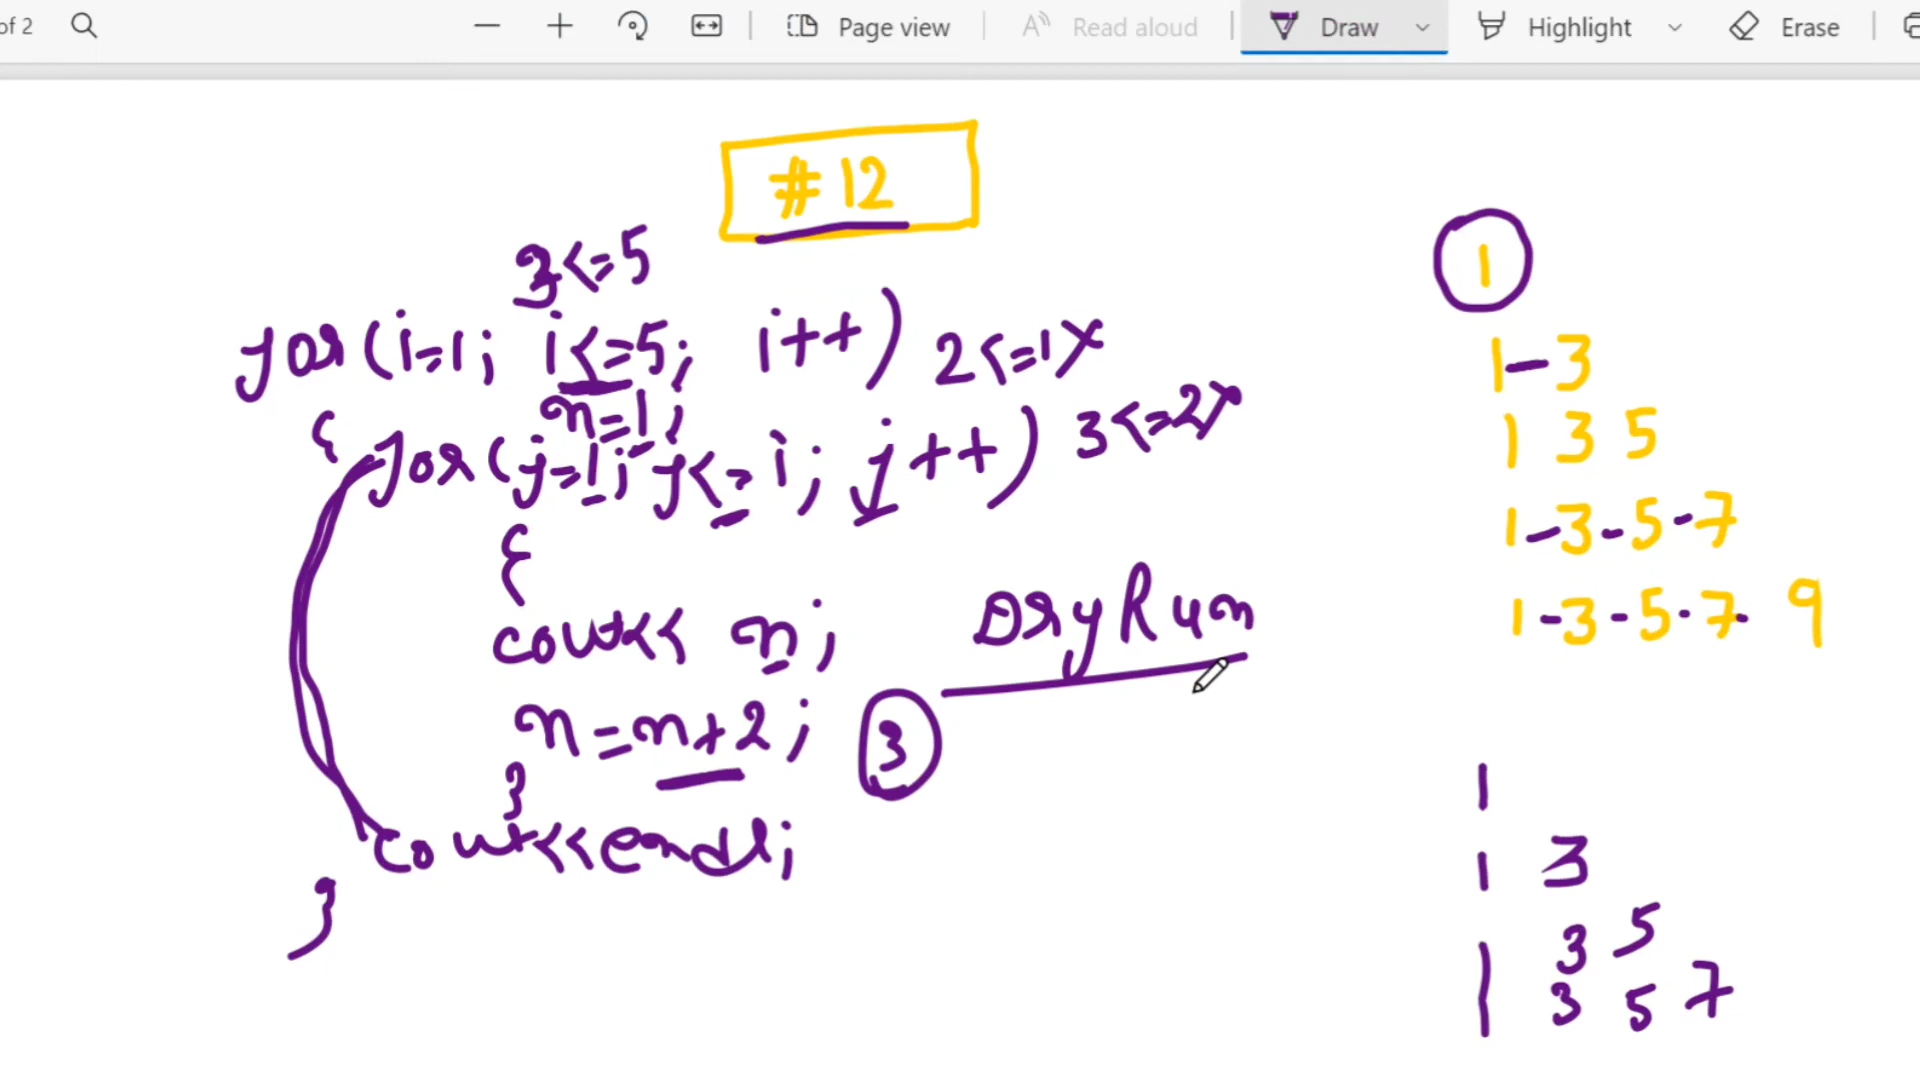 of 2 Page view Read aloud Draw Highlight Erase
#12
3<=5
for(i=1; i<=5; i++) 2<=1x
n=1;
{ for(j=1; j<=i; j++) 3<=2x
{
cout<< n;
n=n+2; 3
}
cout<<endl;
}
Dry Run
1
1-3
1 3 5
1-3-5-7
1-3-5-7-9
1
1 3
1 3 5
1 3 5 7